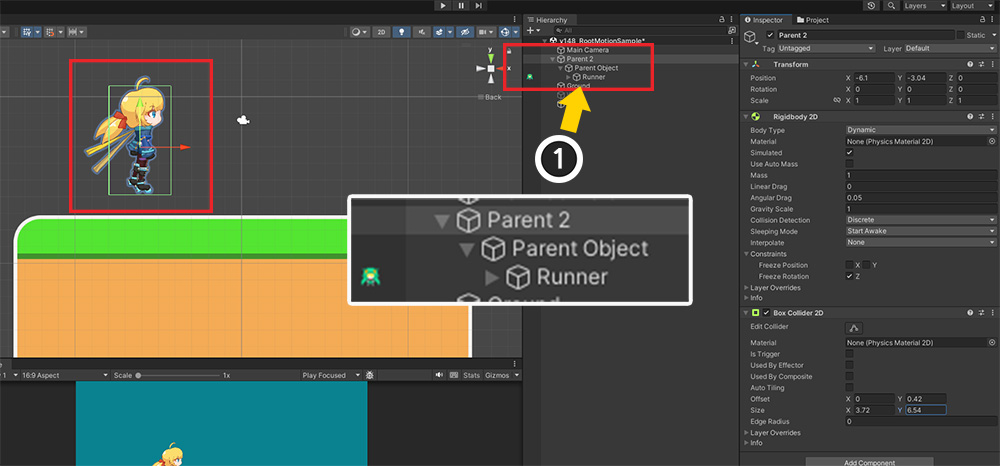 Hierarchy
All
v148_RootMotionSample*
Main Camera
Parent 2
Parent Object
Runner
Ground
2D
y
x
Back
1
Parent 2
Parent Object
Runner
Ground
16:9 Aspect
Scale
1x
Play Focused
Stats
Gizmos
Layers
Layout
Inspector
Project
Parent 2
Static
Tag
Untagged
Layer
Default
Transform
Position X -6.1 Y -3.04 Z 0
Rotation X 0 Y 0 Z 0
Scale X 1 Y 1 Z 1
Rigidbody 2D
Body Type Dynamic
Material None (Physics Material 2D)
Simulated
Use Auto Mass
Mass 1
Linear Drag 0
Angular Drag 0.05
Gravity Scale 1
Collision Detection Discrete
Sleeping Mode Start Awake
Interpolate None
Constraints
Freeze Position X Y
Freeze Rotation Z
Layer Overrides
Info
Box Collider 2D
Edit Collider
Material None (Physics Material 2D)
Is Trigger
Used By Effector
Used By Composite
Auto Tiling
Offset X 0 Y 0.42
Size X 3.72 Y 6.54
Edge Radius 0
Layer Overrides
Info
Add Component